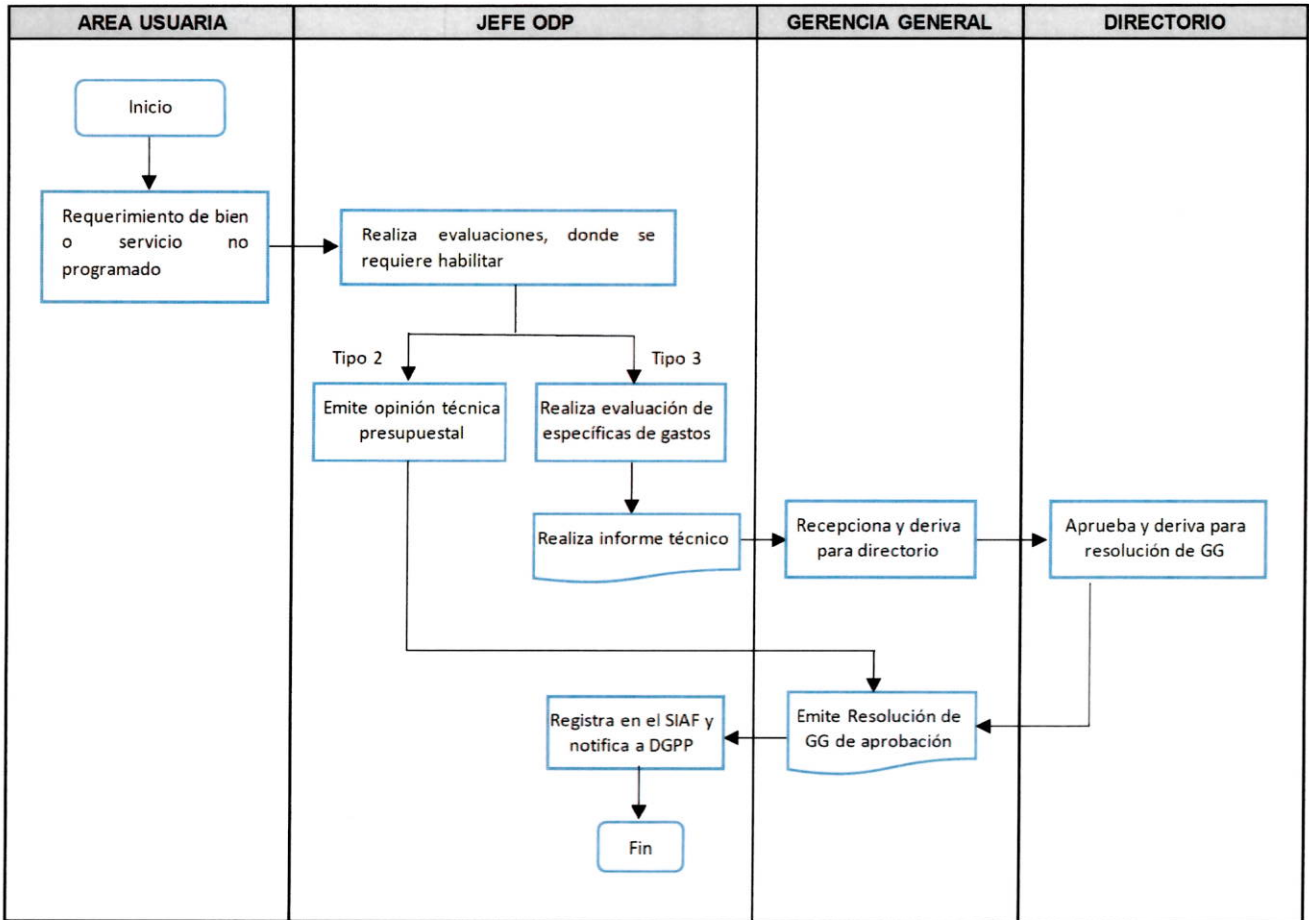 AREA USUARIA
JEFE ODP
GERENCIA GENERAL
DIRECTORIO
Inicio
Requerimiento de bien
o servicio no
programado
Realiza evaluaciones, donde se
requiere habilitar
Tipo 2
Tipo 3
Emite opinión técnica
presupuestal
Realiza evaluación de
específicas de gastos
Realiza informe técnico
Recepciona y deriva
para directorio
Aprueba y deriva para
resolución de GG
Registra en el SIAF y
notifica a DGPP
Emite Resolución de
GG de aprobación
Fin